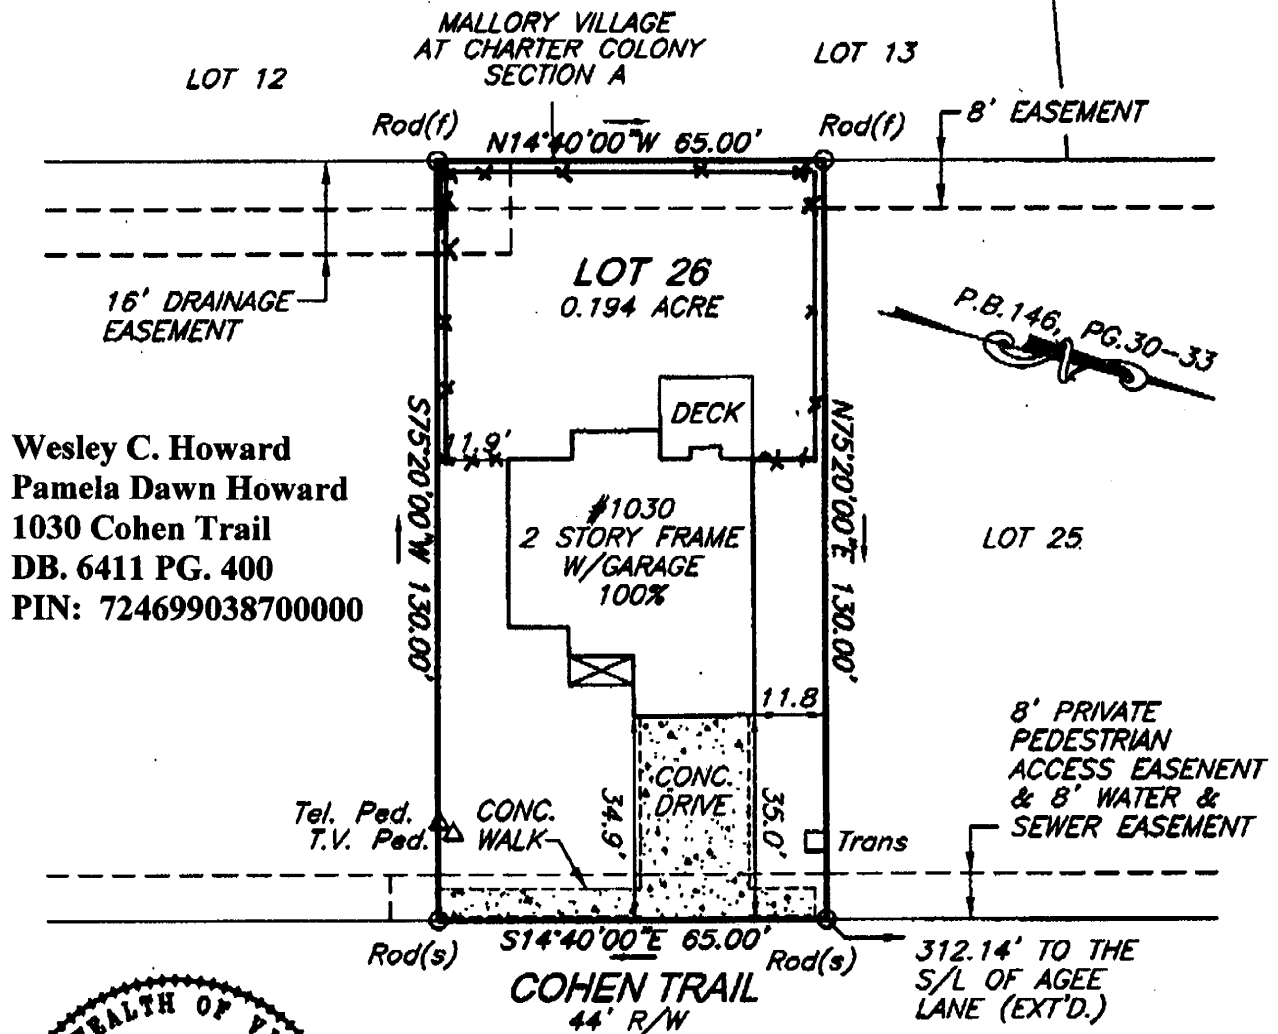 MALLORY VILLAGE
AT CHARTER COLONY
SECTION A
LOT 12
LOT 13
Rod(f)
N14°40'00"W 65.00'
Rod(f)
8' EASEMENT
16' DRAINAGE
EASEMENT
LOT 26
0.194 ACRE
P.B.146, PG.30-33
DECK
S75°20'00"W 130.00'
11.9'
N75°20'00"E 130.00'
Wesley C. Howard
Pamela Dawn Howard
1030 Cohen Trail
DB. 6411 PG. 400
PIN: 724699038700000
#1030
2 STORY FRAME
W/GARAGE
100%
LOT 25
11.8
8' PRIVATE
PEDESTRIAN
ACCESS EASENENT
& 8' WATER &
SEWER EASEMENT
CONC.
DRIVE
34.9'
35.0'
Tel. Ped.
T.V. Ped.
CONC.
WALK
Trans
Rod(s)
S14°40'00"E 65.00'
Rod(s)
312.14' TO THE
S/L OF AGEE
LANE (EXT'D.)
COHEN TRAIL
44' R/W
EALTH OF V